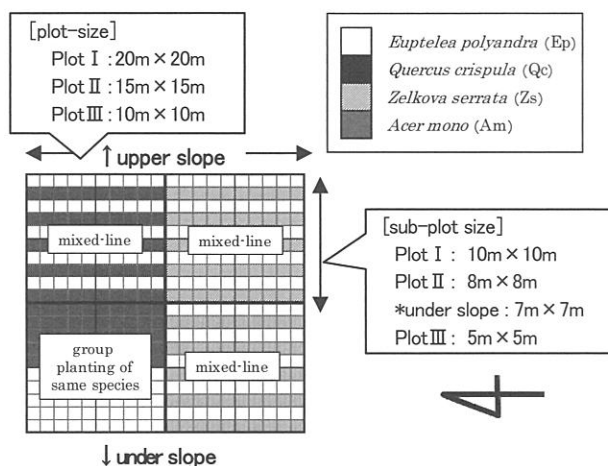 [plot-size]
Plot Ⅰ : 20m × 20m
Plot Ⅱ : 15m × 15m
Plot Ⅲ : 10m × 10m
Euptelea polyandra (Ep)
Quercus crispula (Qc)
Zelkova serrata (Zs)
Acer mono (Am)
↑ upper slope
mixed-line
mixed-line
[sub-plot size]
Plot Ⅰ : 10m × 10m
Plot Ⅱ : 8m × 8m
*under slope : 7m × 7m
Plot Ⅲ : 5m × 5m
group
planting of
same species
mixed-line
↓ under slope